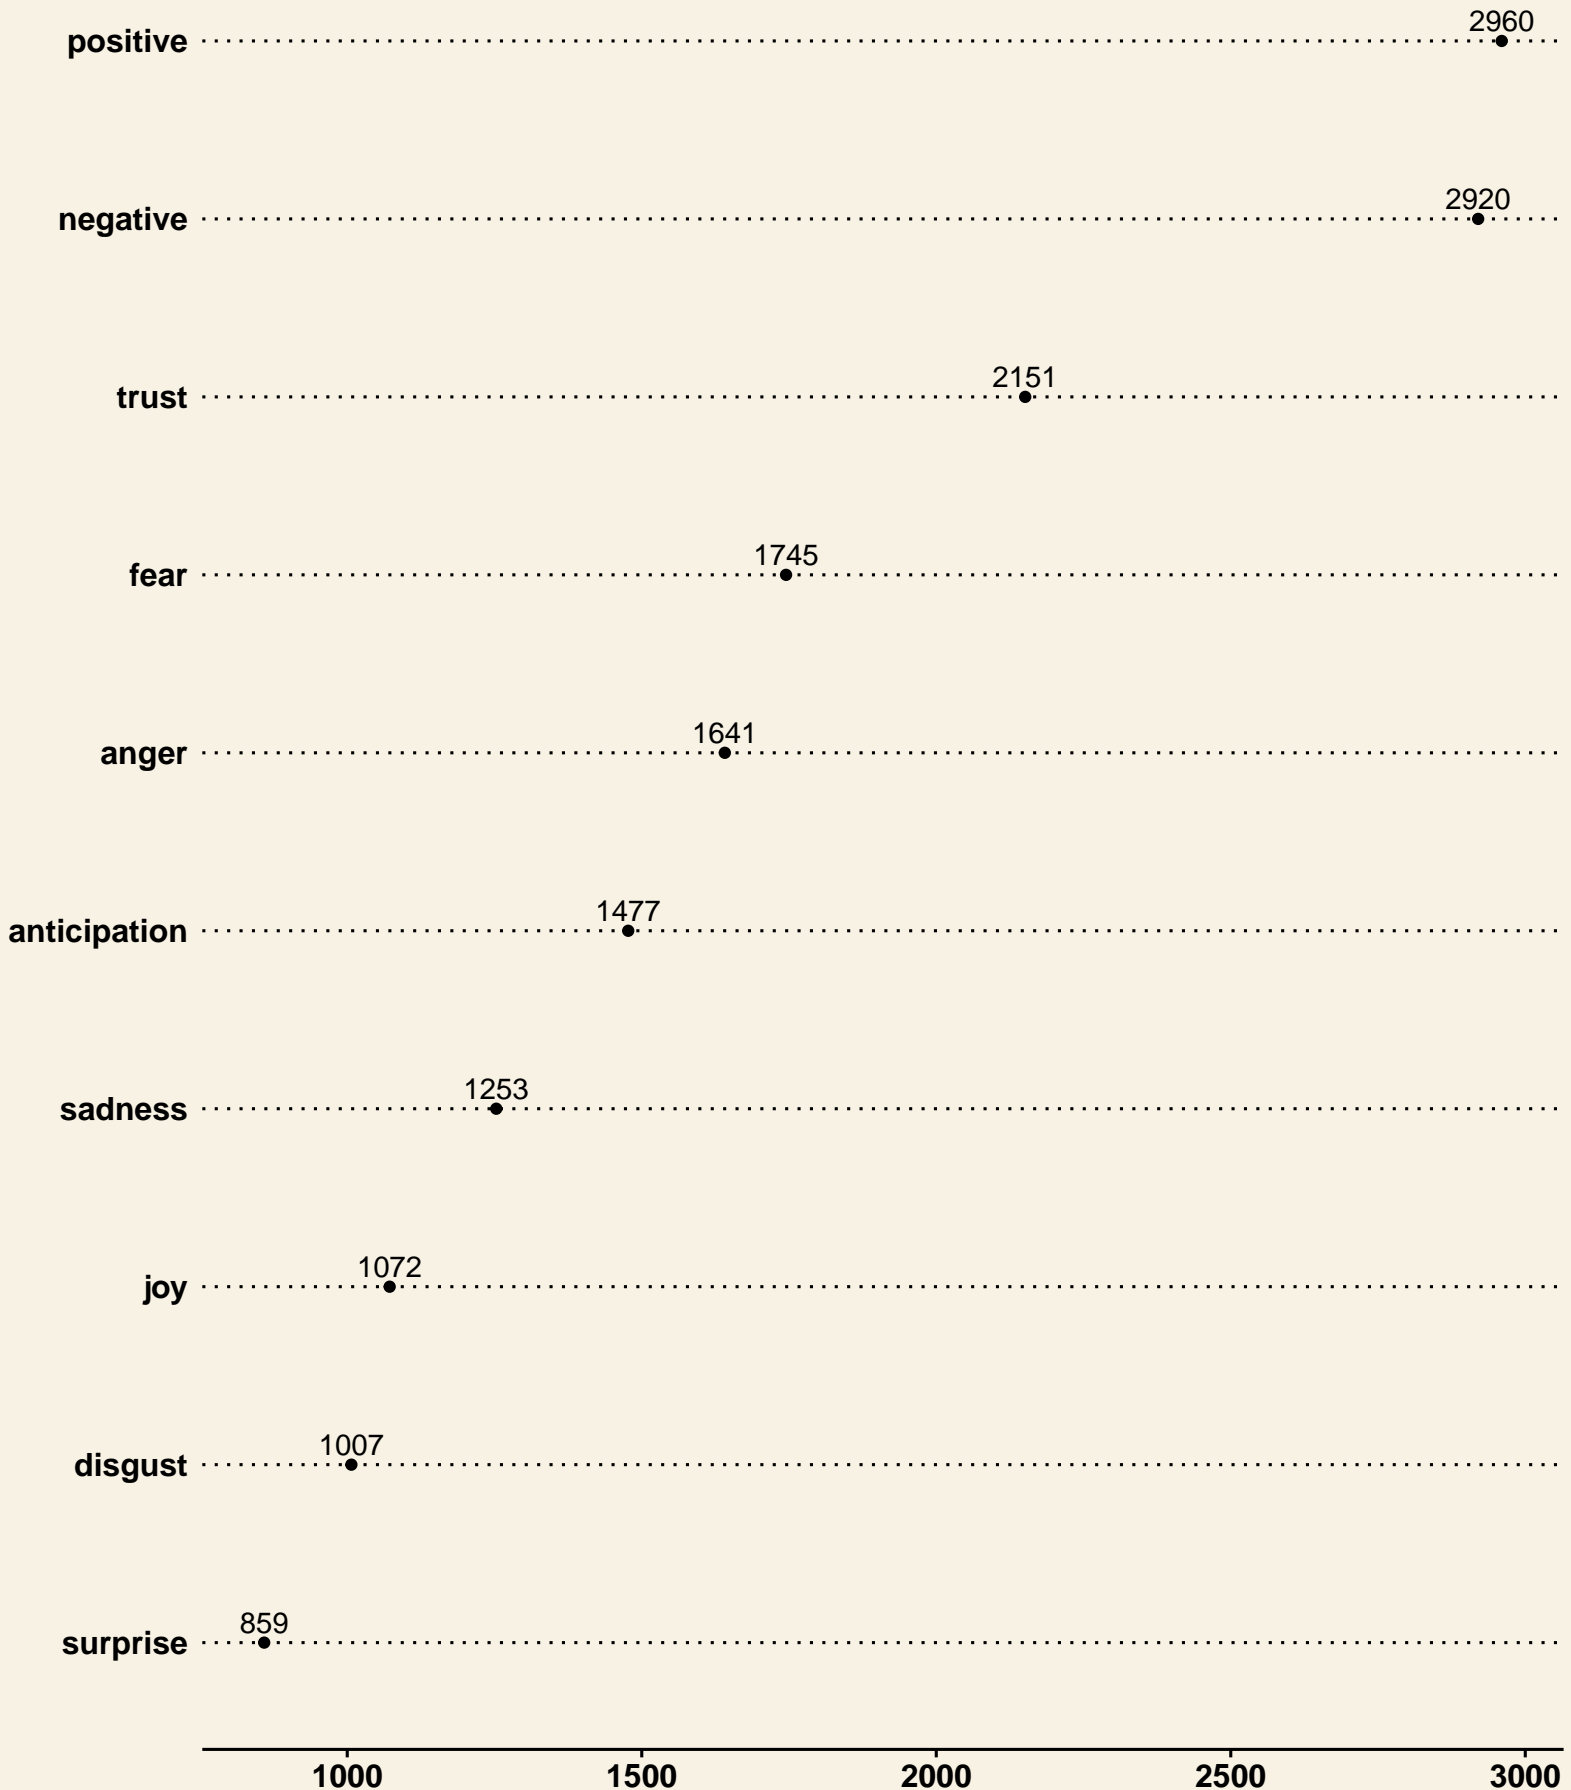 2960
positive
2920
negative
2151
trust
1745
fear
1641
anger
1477
anticipation
1253
sadness
1072
joy
1007
disgust
859
surprise
1000 1500 2000 2500 3000